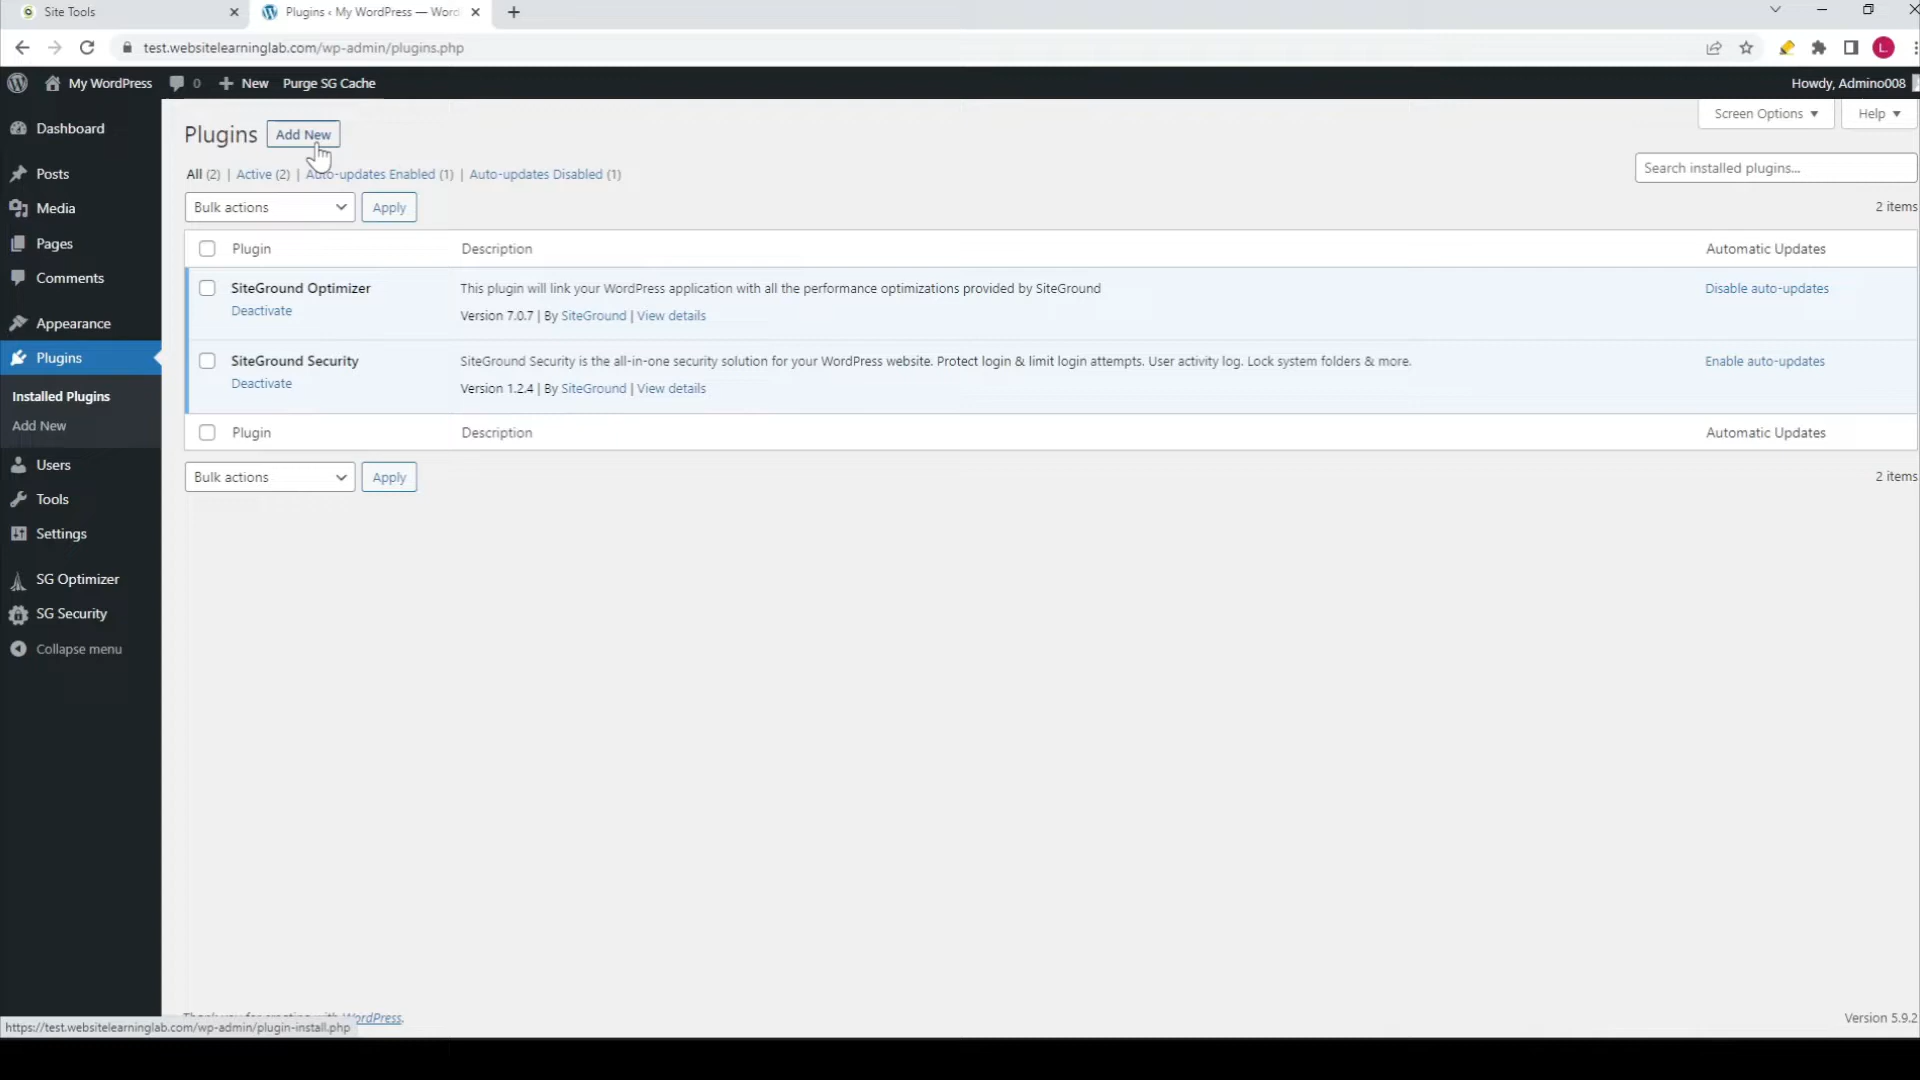 Site Tools
Plugins ‹ My WordPress — Word
test.websitelearninglab.com/wp-admin/plugins.php
L
My WordPress 0 New Purge SG Cache
Howdy, Admino008
Dashboard
Posts
Media
Pages
Comments
Appearance
Plugins
Installed Plugins
Add New
Users
Tools
Settings
SG Optimizer
SG Security
Collapse menu
Screen Options
Help
Plugins Add New
All (2) | Active (2) | Auto-updates Enabled (1) | Auto-updates Disabled (1)
Search installed plugins...
Bulk actions Apply
2 items
Plugin Description Automatic Updates
SiteGround Optimizer This plugin will link your WordPress application with all the performance optimizations provided by SiteGround Disable auto-updates
Deactivate Version 7.0.7 | By SiteGround | View details
SiteGround Security SiteGround Security is the all-in-one security solution for your WordPress website. Protect login & limit login attempts. User activity log. Lock system folders & more. Enable auto-updates
Deactivate Version 1.2.4 | By SiteGround | View details
Plugin Description Automatic Updates
Bulk actions Apply
2 items
WordPress.
Version 5.9.2
https://test.websitelearninglab.com/wp-admin/plugin-install.php